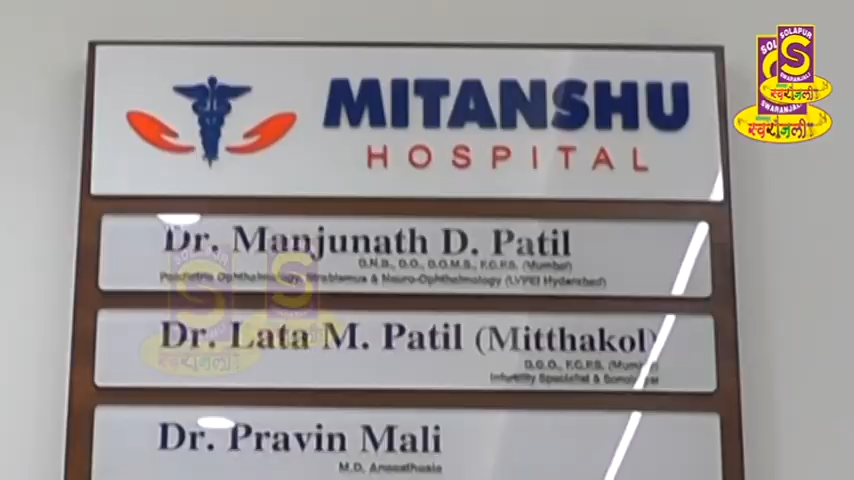 SOLAPUR
SWARANJALI
स्वरांजली
स्वरांजली
MITANSHU
HOSPITAL
Dr. Manjunath D. Patil
D.N.B., D.O., D.O.M.S., F.C.P.S. (Mumbai)
Paediatric Ophthalmology, Strabismus & Neuro-Ophthalmology (LVPEI Hyderabad)
Dr. Lata M. Patil (Mitthakol)
D.G.O., F.C.P.S. (Mumbai)
Infertility Specialist &
Dr. Pravin Mali
M.D. Anaesthesia